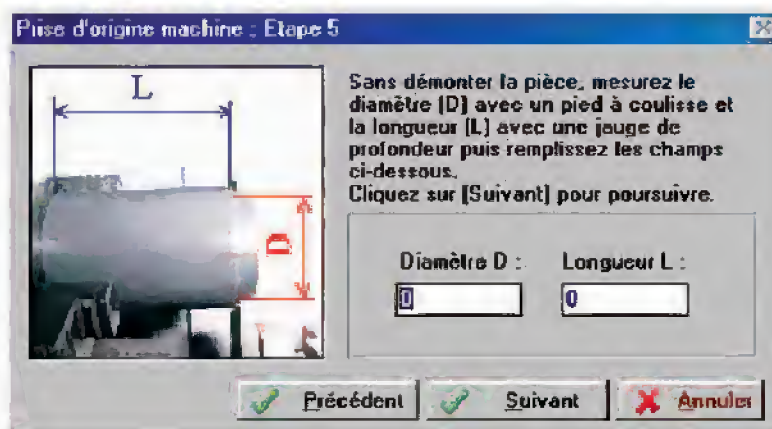 Prise d'origine machine : Etape 5
L
D
Sans démonter la pièce, mesurez le
diamètre (D) avec un pied à coulisse et
la longueur (L) avec une jauge de
profondeur puis remplissez les champs
ci-dessous.
Cliquez sur (Suivant) pour poursuivre.
Diamètre D :
Longueur L :
0
0
Précédent
Suivant
Annuler